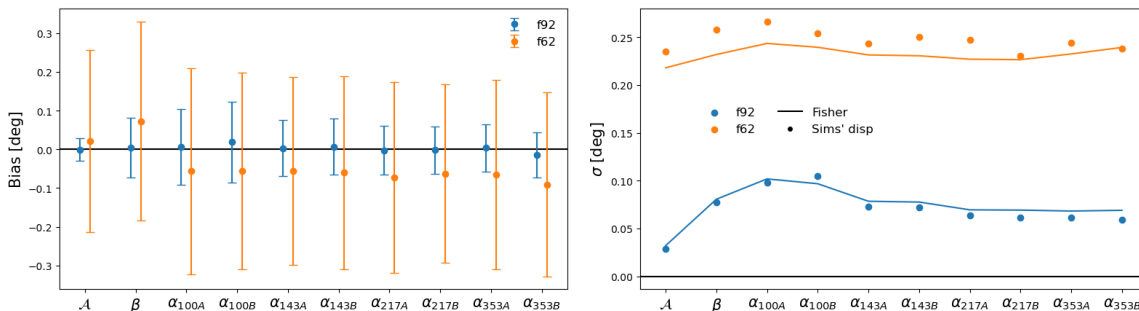 f92
f62
Bias [deg]
0.3
0.2
0.1
0.0
−0.1
−0.2
−0.3
𝒜 β α100A α100B α143A α143B α217A α217B α353A α353B
σ [deg]
0.25
0.20
0.15
0.10
0.05
0.00
f92 Fisher
f62 Sims' disp
𝒜 β α100A α100B α143A α143B α217A α217B α353A α353B